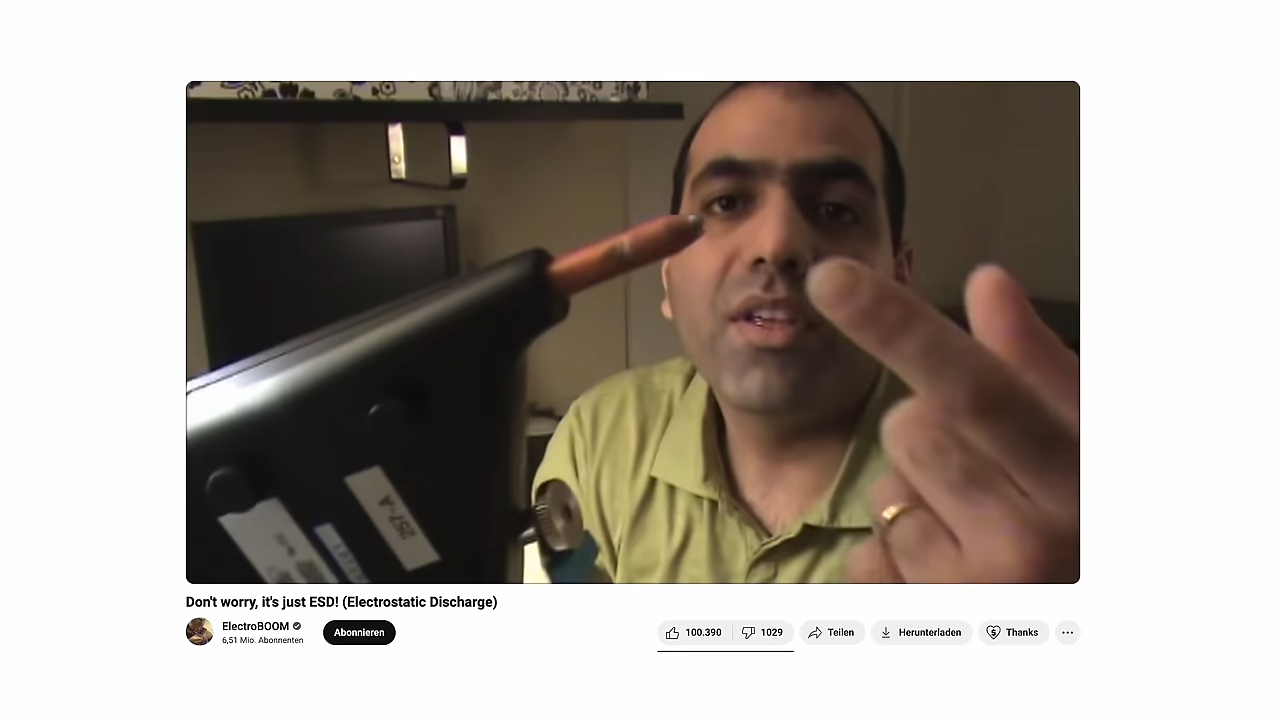 257-A
Don't worry, it's just ESD! (Electrostatic Discharge)
ElectroBOOM
6,51 Mio. Abonnenten
Abonnieren
100.390
1029
Teilen
Herunterladen
Thanks